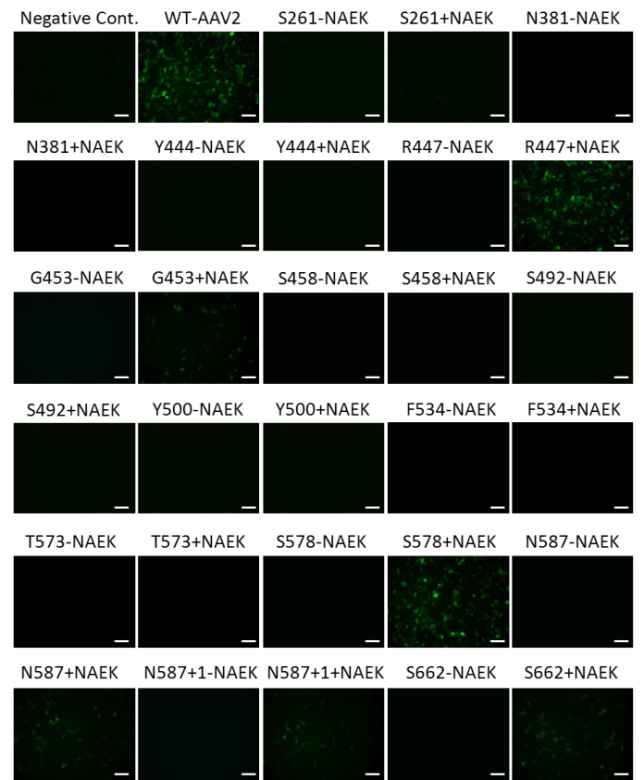 Negative Cont. WT-AAV2 S261-NAEK S261+NAEK N381-NAEK
N381+NAEK Y444-NAEK Y444+NAEK R447-NAEK R447+NAEK
G453-NAEK G453+NAEK S458-NAEK S458+NAEK S492-NAEK
S492+NAEK Y500-NAEK Y500+NAEK F534-NAEK F534+NAEK
T573-NAEK T573+NAEK S578-NAEK S578+NAEK N587-NAEK
N587+NAEK N587+1-NAEK N587+1+NAEK S662-NAEK S662+NAEK